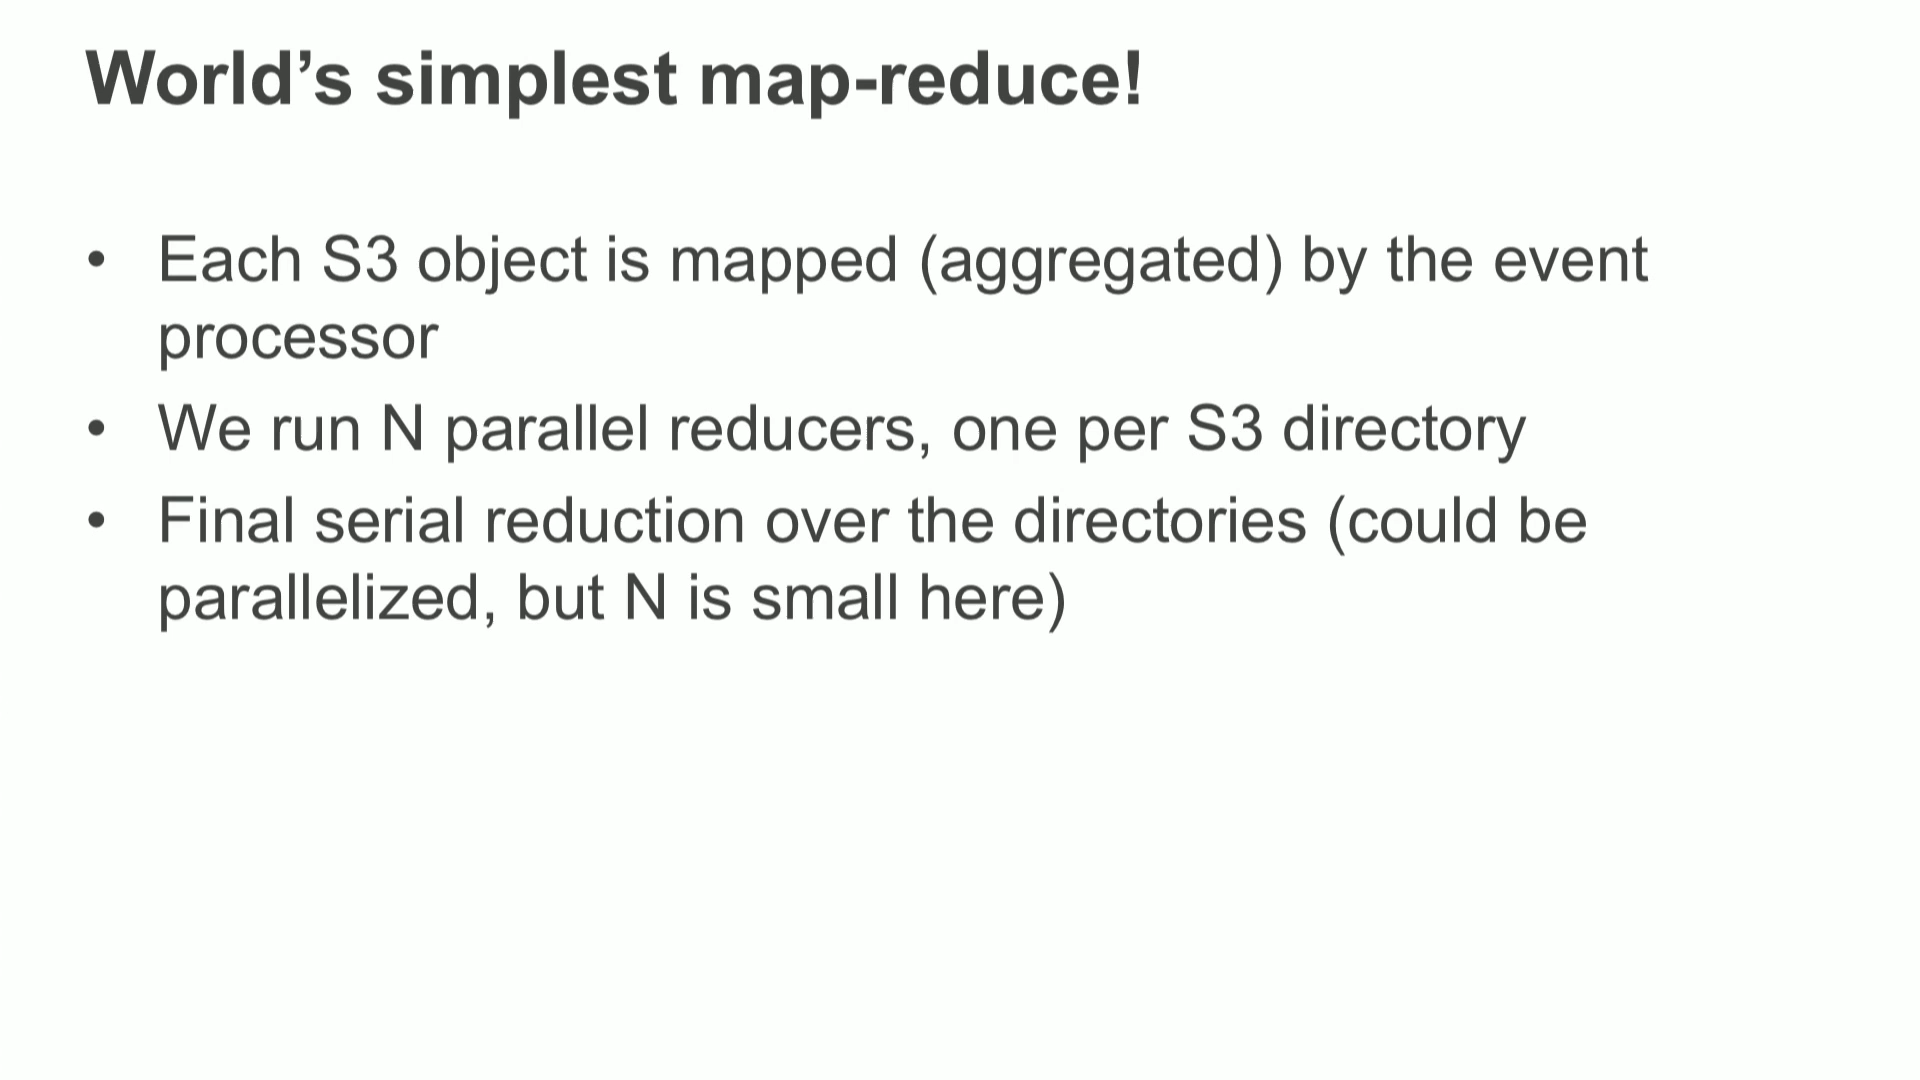 World’s simplest map-reduce!
• Each S3 object is mapped (aggregated) by the event
processor
• We run N parallel reducers, one per S3 directory
• Final serial reduction over the directories (could be
parallelized, but N is small here)